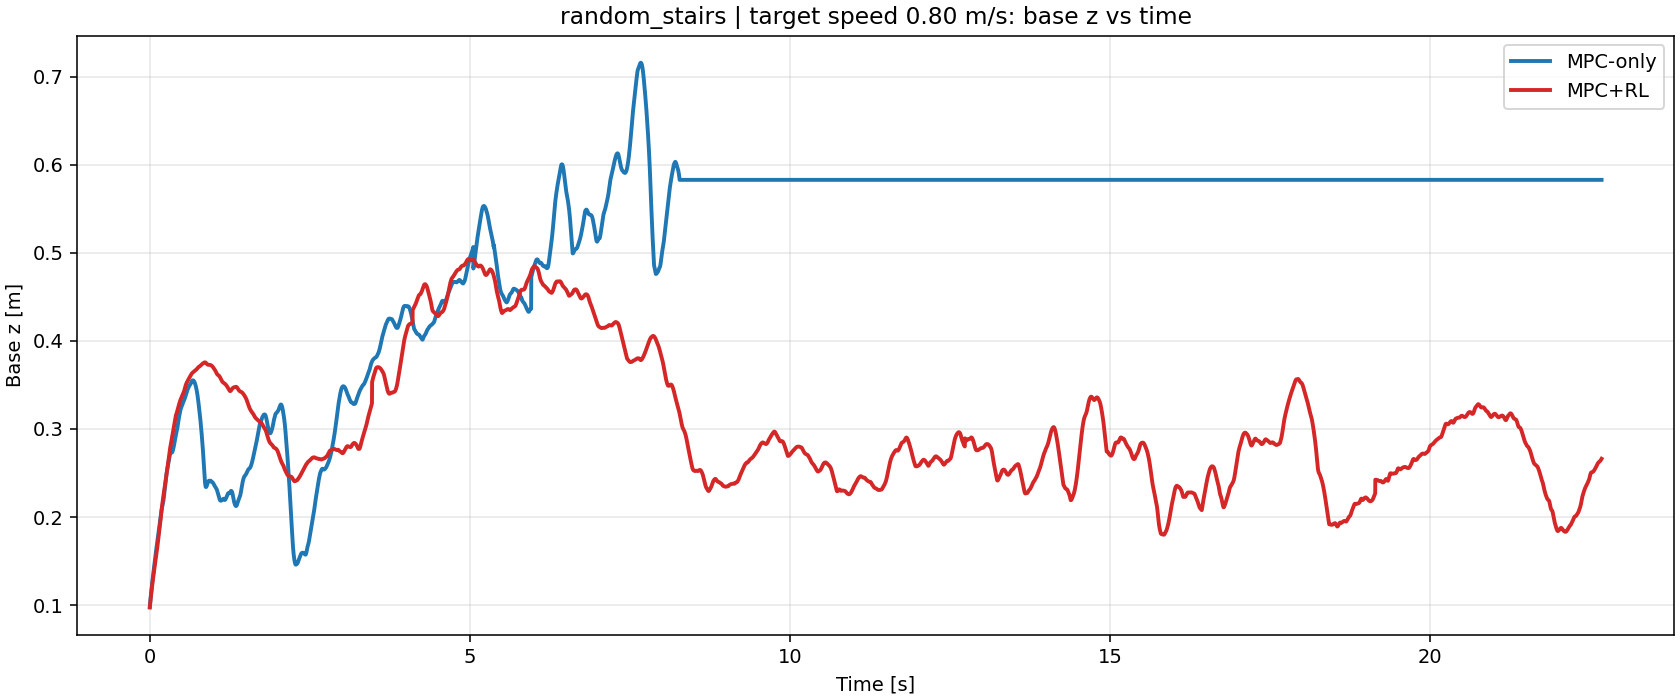 random_stairs | target speed 0.80 m/s: base z vs time
MPC-only
MPC+RL
Base z [m]
0.7
0.6
0.5
0.4
0.3
0.2
0.1
0
5
10
15
20
Time [s]